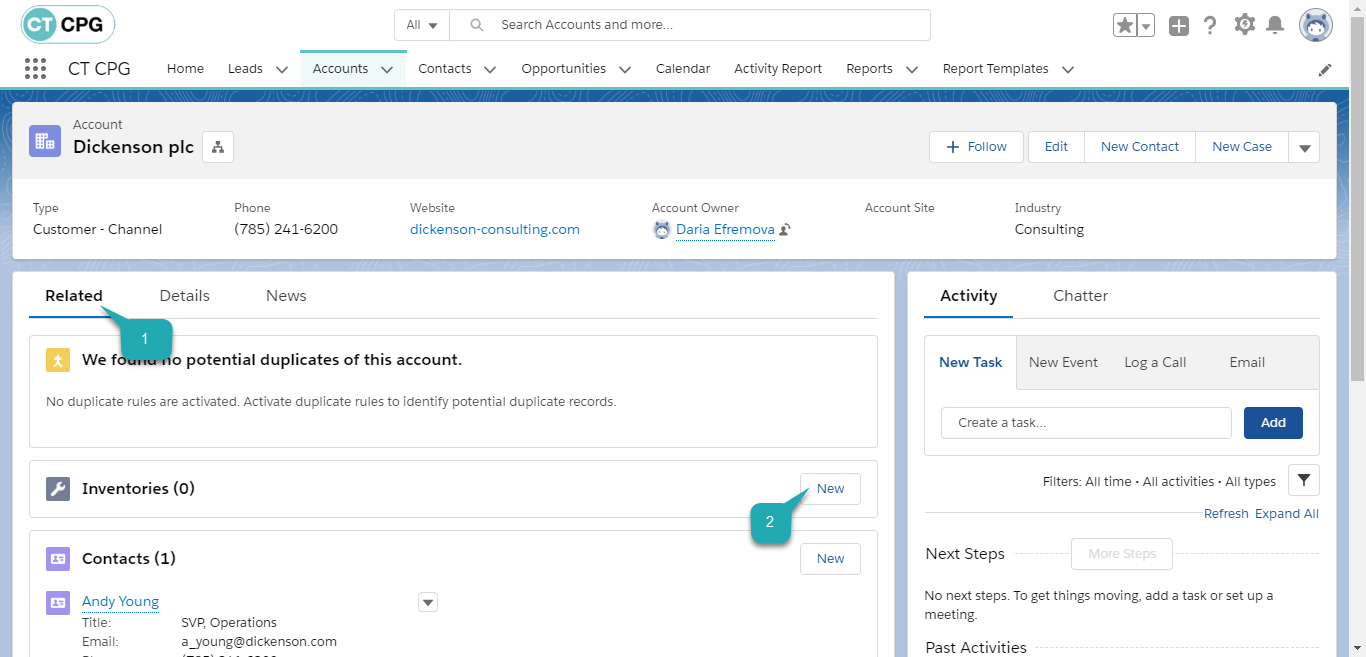 CT CPG
All
Search Accounts and more...
CT CPG
Home
Leads
Accounts
Contacts
Opportunities
Calendar
Activity Report
Reports
Report Templates
Account
Dickenson plc
Follow
Edit
New Contact
New Case
Type
Phone
Website
Account Owner
Account Site
Industry
Customer - Channel
(785) 241-6200
dickenson-consulting.com
Daria Efremova
Consulting
Related
Details
News
1
We found no potential duplicates of this account.
No duplicate rules are activated. Activate duplicate rules to identify potential duplicate records.
Inventories (0)
New
2
Contacts (1)
New
Andy Young
Title: SVP, Operations
Email: a_young@dickenson.com
Activity
Chatter
New Task
New Event
Log a Call
Email
Create a task...
Add
Filters: All time • All activities • All types
Refresh Expand All
Next Steps
More Steps
No next steps. To get things moving, add a task or set up a
meeting.
Past Activities